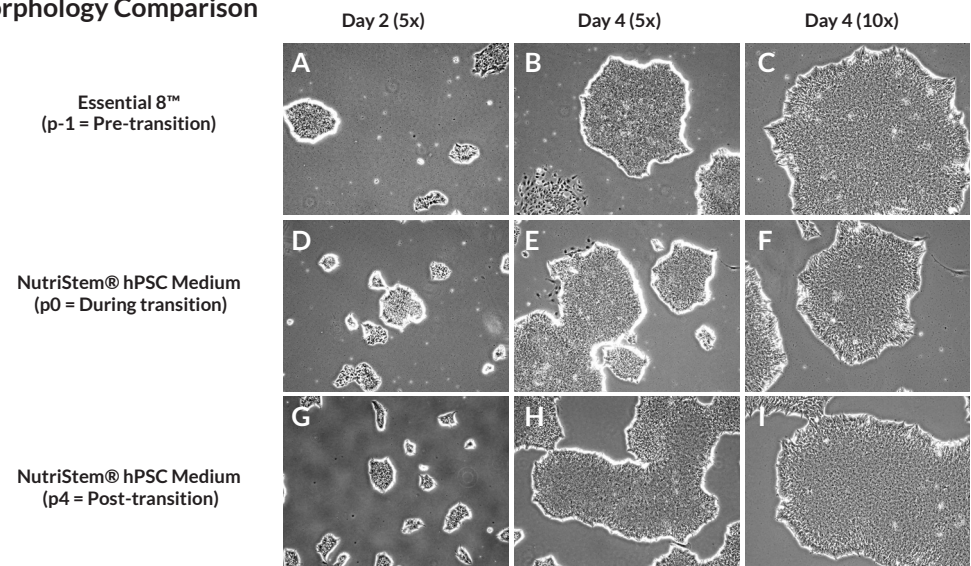 Comparison
Day 2 (5x) Day 4 (5x) Day 4 (10x)
A B C
Essential 8™
(p-1 = Pre-transition)
D E F
NutriStem® hPSC Medium
(p0 = During transition)
G H I
NutriStem® hPSC Medium
(p4 = Post-transition)